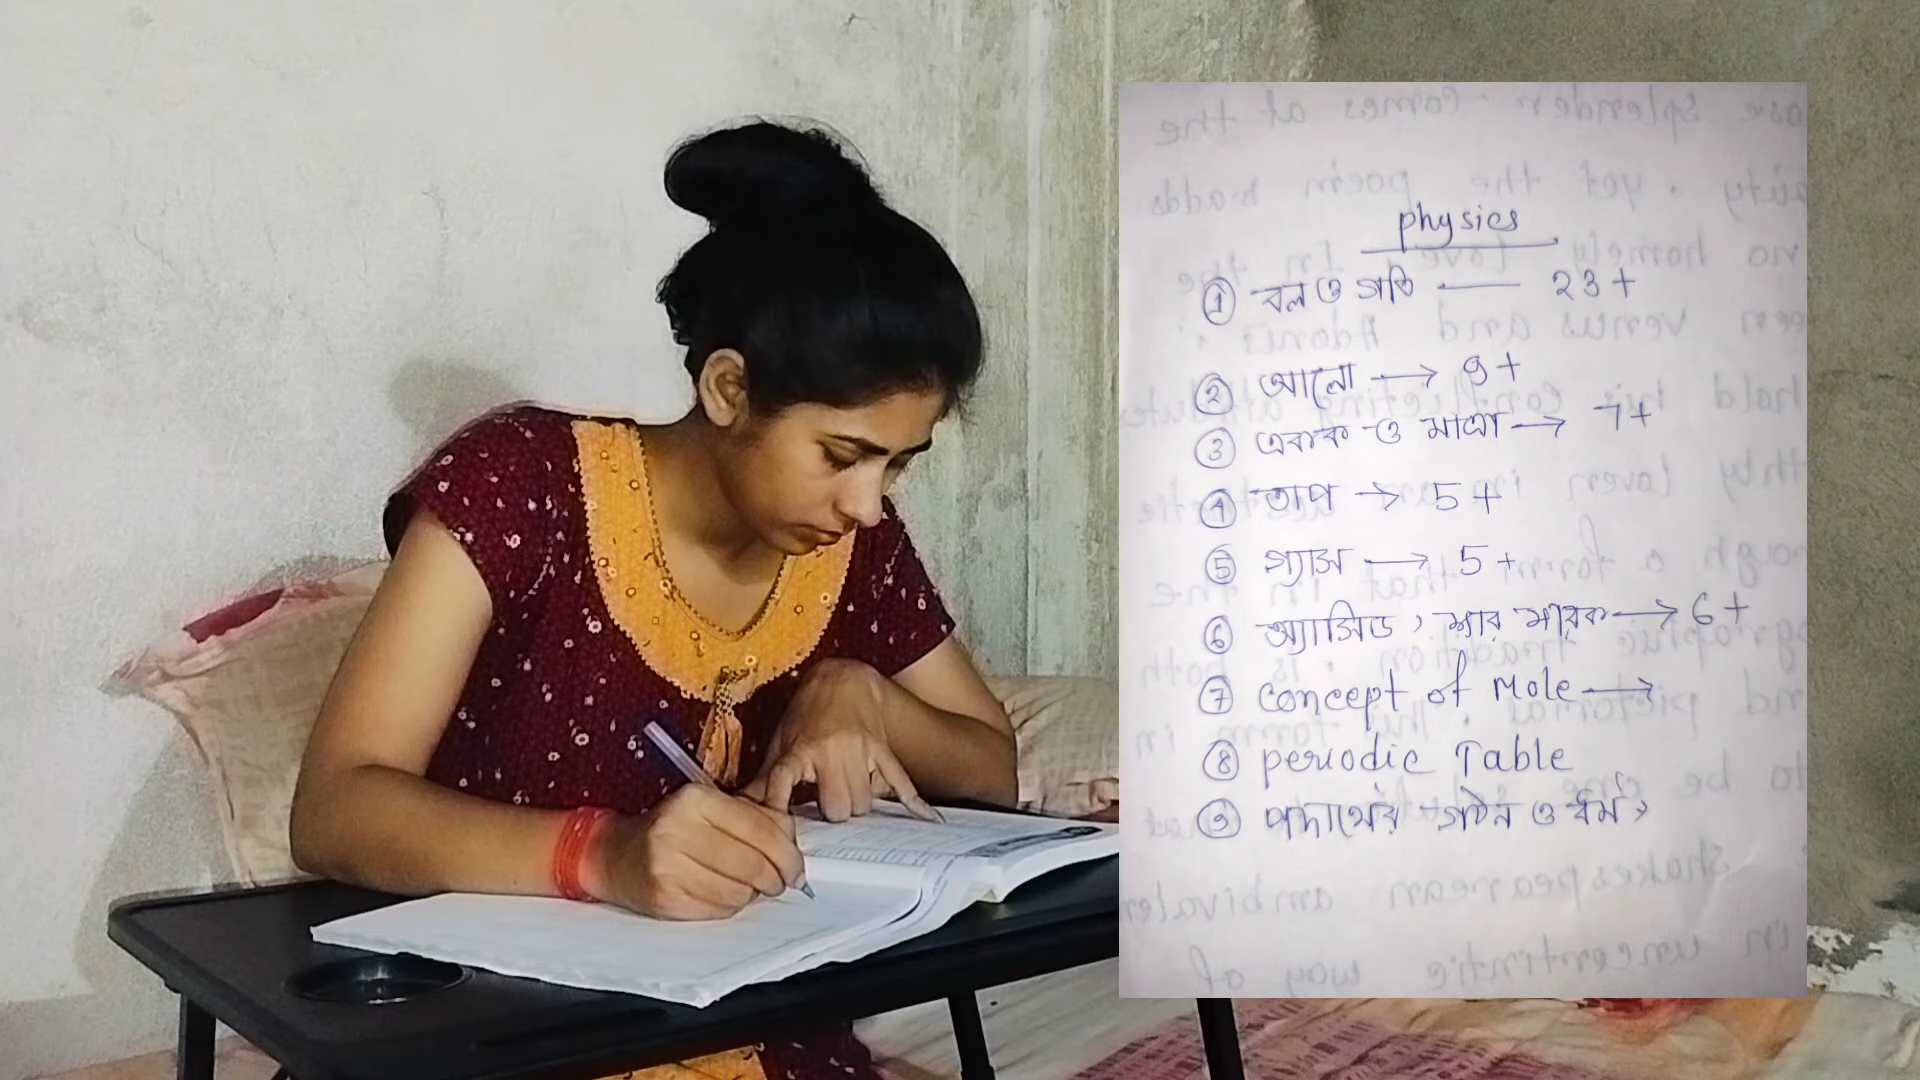 physics
① বল ও গতি —— 23+
② আলো → 9+
③ একক ও মাত্রা → 7+
④ তাপ → 5+
⑤ গ্যাস → 5+
⑥ অ্যাসিড, ক্ষার → 6+
⑦ concept of Mole →
⑧ periodic Table
⑨ পদার্থের গঠন ও ধর্ম,